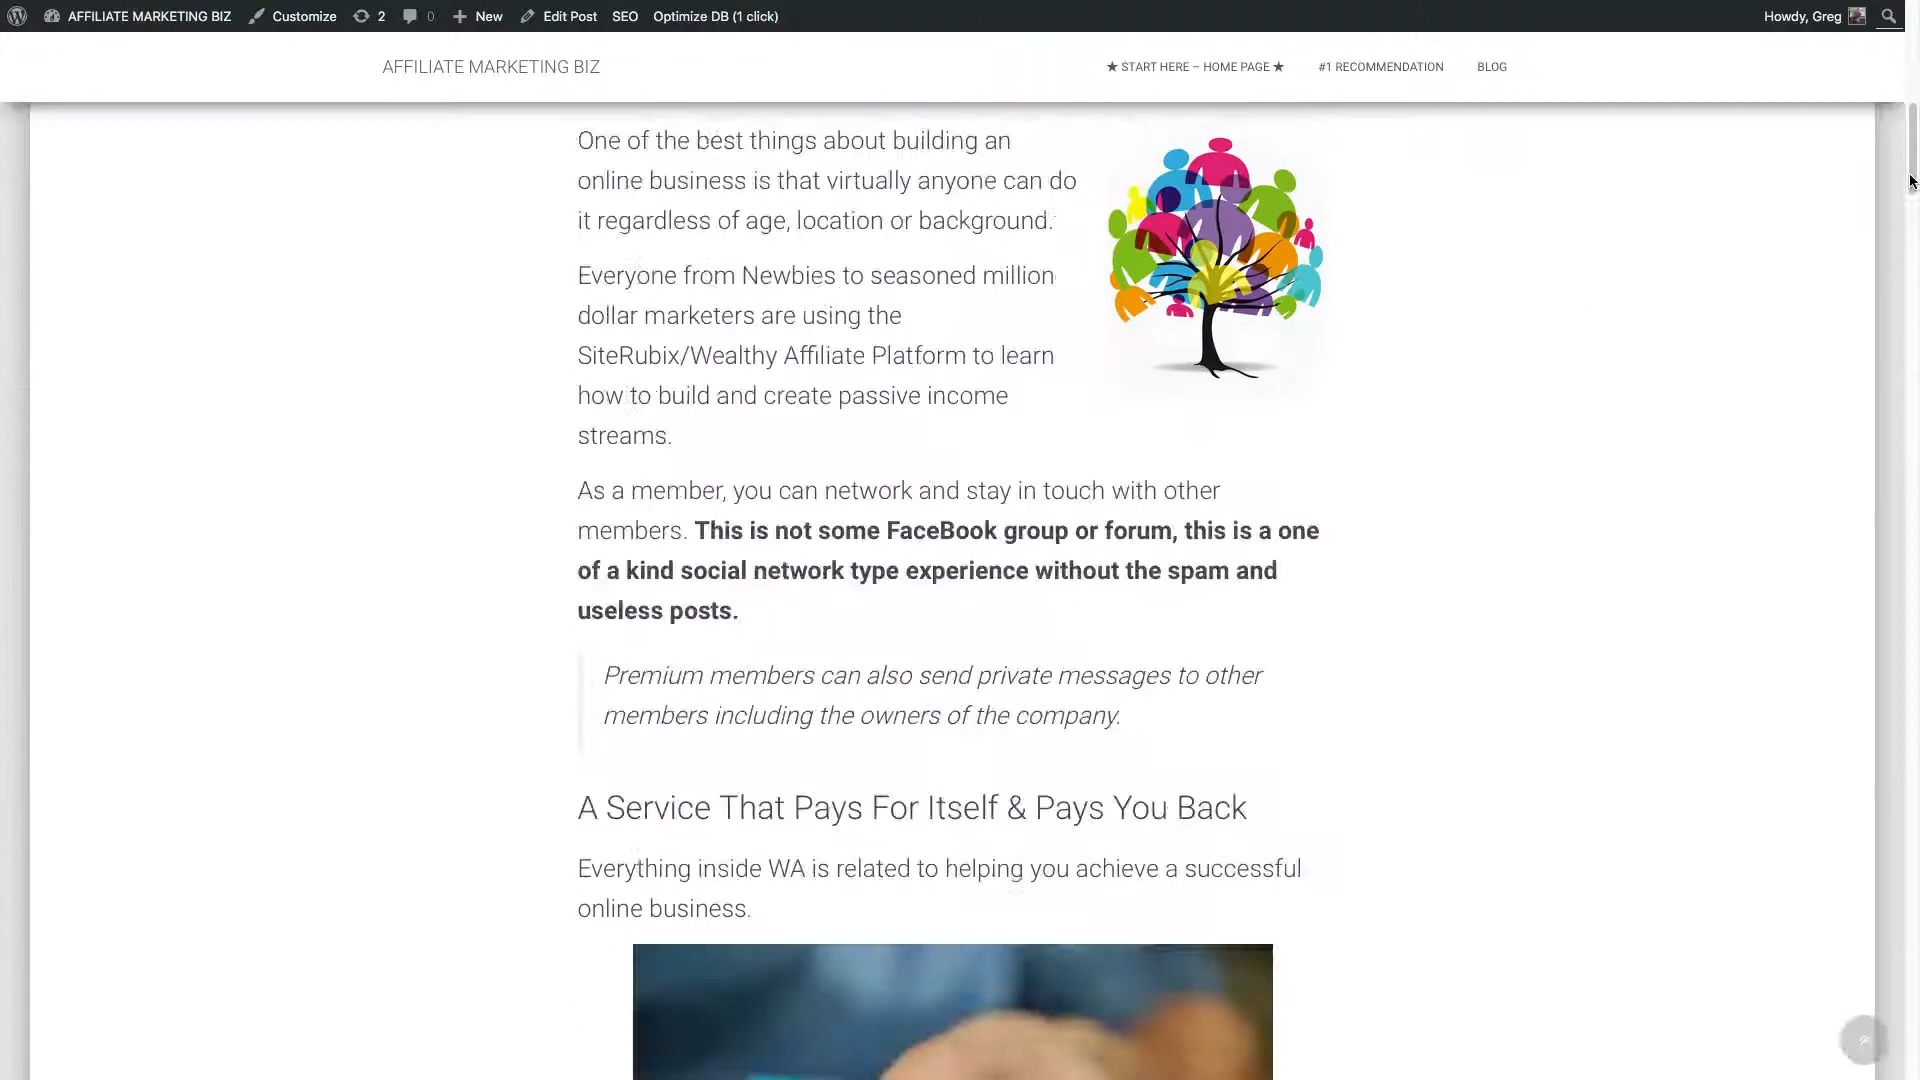 AFFILIATE MARKETING BIZ Customize 2 0 New Edit Post SEO Optimize DB (1 click) Howdy, Greg
AFFILIATE MARKETING BIZ ★ START HERE – HOME PAGE ★ #1 RECOMMENDATION BLOG
One of the best things about building an
online business is that virtually anyone can do
it regardless of age, location or background.
Everyone from Newbies to seasoned million
dollar marketers are using the
SiteRubix/Wealthy Affiliate Platform to learn
how to build and create passive income
streams.
As a member, you can network and stay in touch with other
members. This is not some FaceBook group or forum, this is a one
of a kind social network type experience without the spam and
useless posts.
Premium members can also send private messages to other
members including the owners of the company.
A Service That Pays For Itself & Pays You Back
Everything inside WA is related to helping you achieve a successful
online business.